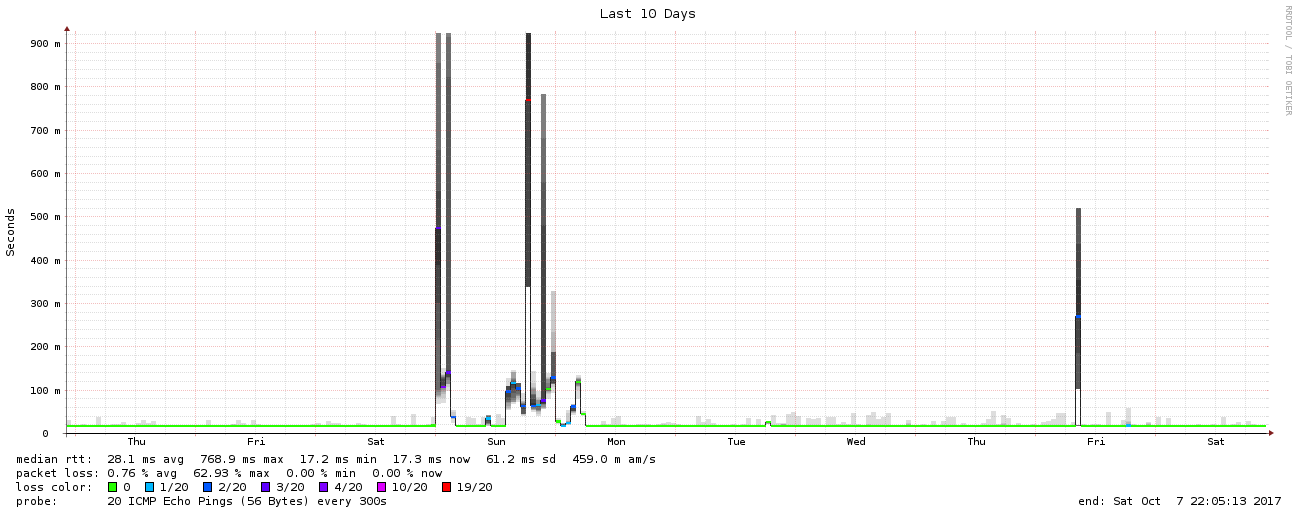 Last 10 Days
RRDTOOL / TOBI OETIKER
900 m
800 m
700 m
600 m
500 m
400 m
300 m
200 m
100 m
0
Seconds
Thu Fri Sat Sun Mon Tue Wed Thu Fri Sat
median rtt: 28.1 ms avg 768.9 ms max 17.2 ms min 17.3 ms now 61.2 ms sd 459.0 m am/s
packet loss: 0.76 % avg 62.93 % max 0.00 % min 0.00 % now
loss color: 0 1/20 2/20 3/20 4/20 10/20 19/20
probe: 20 ICMP Echo Pings (56 Bytes) every 300s end: Sat Oct 7 22:05:13 2017